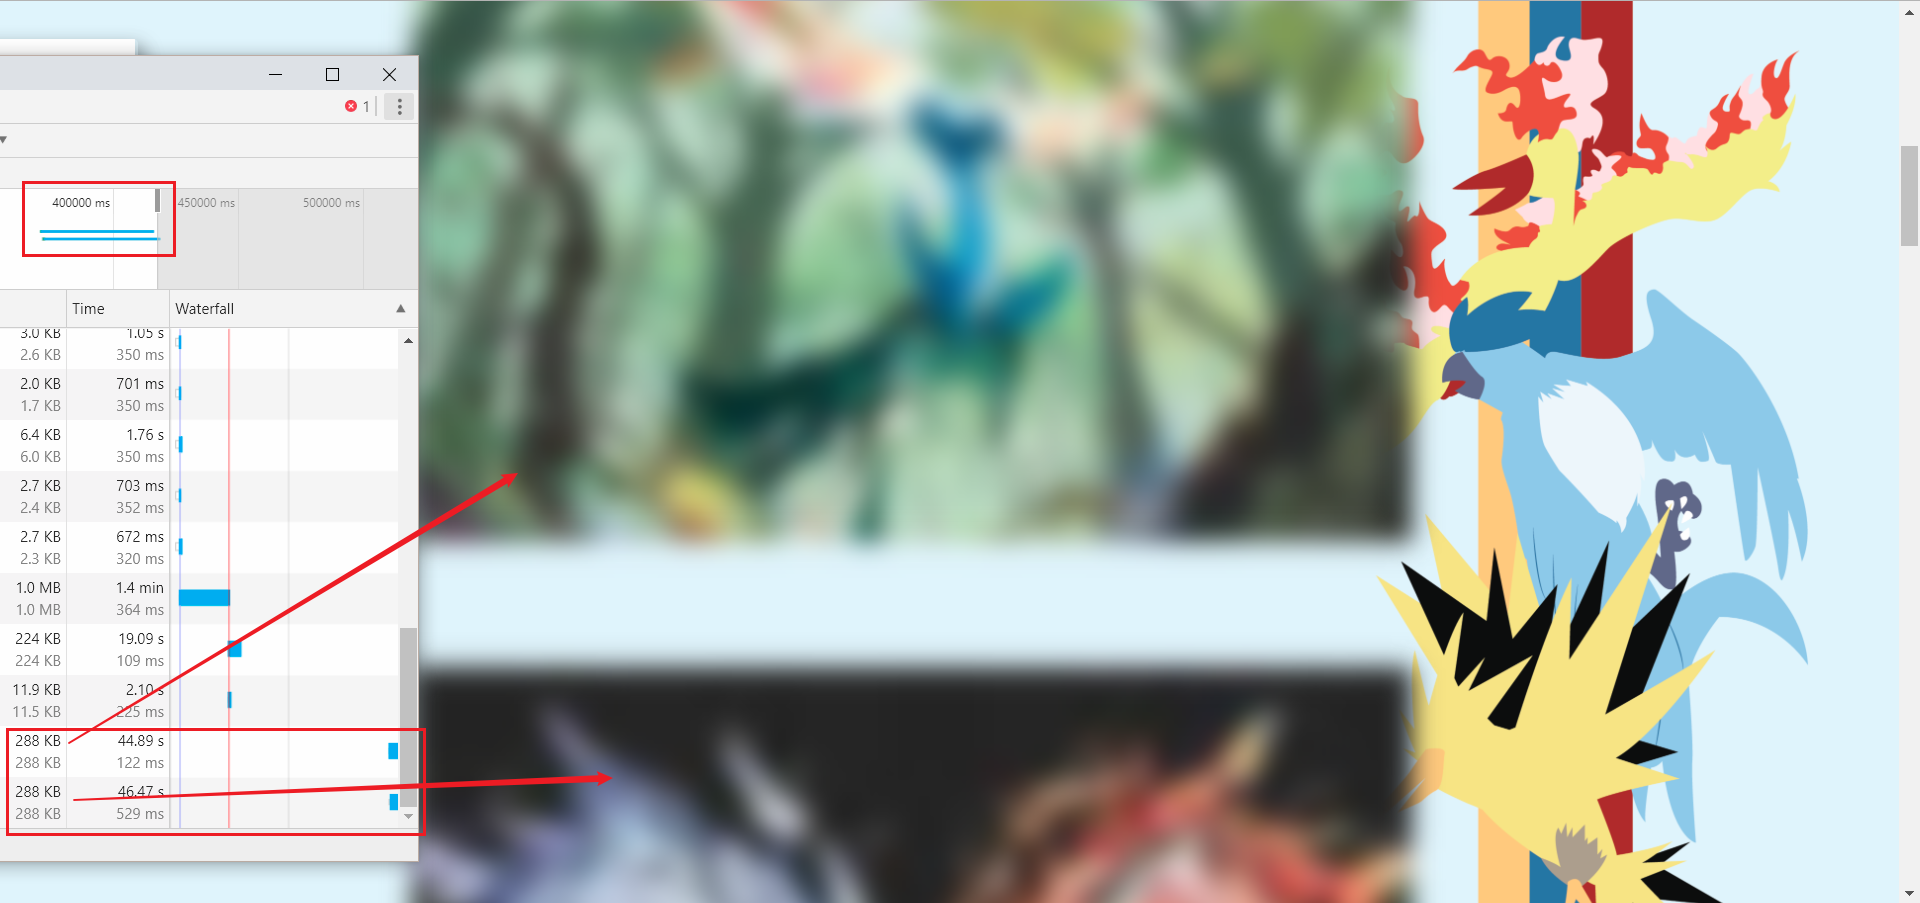 1
400000 ms 450000 ms 500000 ms
Time Waterfall
3.0 KB 1.05 s
2.6 KB 350 ms
2.0 KB 701 ms
1.7 KB 350 ms
6.4 KB 1.76 s
6.0 KB 350 ms
2.7 KB 703 ms
2.4 KB 352 ms
2.7 KB 672 ms
2.3 KB 320 ms
1.0 MB 1.4 min
1.0 MB 364 ms
224 KB 19.09 s
224 KB 109 ms
11.9 KB 2.10 s
11.5 KB 225 ms
288 KB 44.89 s
288 KB 122 ms
288 KB 46.47 s
288 KB 529 ms